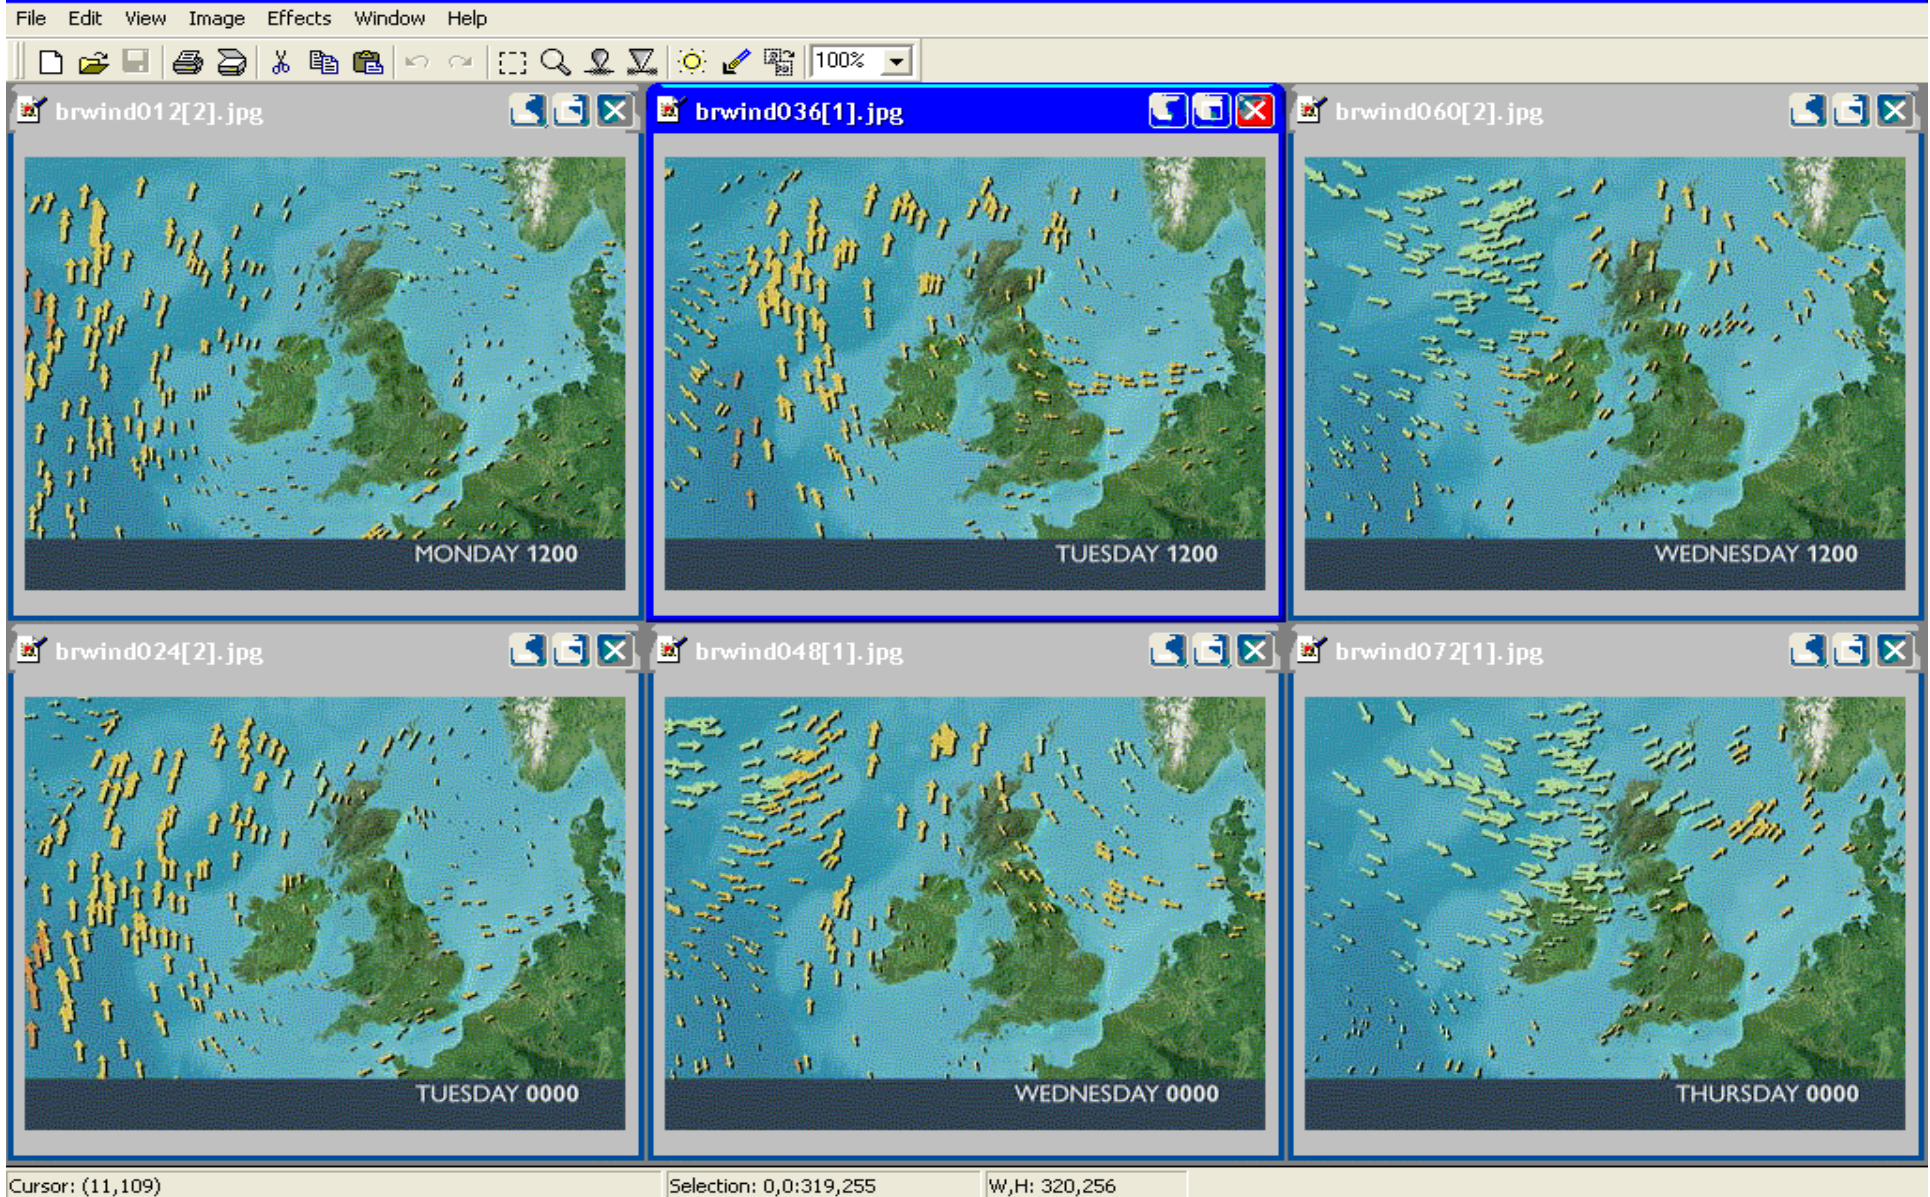 File Edit View Image Effects Window Help
100%
brwind012[2].jpg
brwind036[1].jpg
brwind060[2].jpg
MONDAY 1200
TUESDAY 1200
WEDNESDAY 1200
brwind024[2].jpg
brwind048[1].jpg
brwind072[1].jpg
TUESDAY 0000
WEDNESDAY 0000
THURSDAY 0000
Cursor: (11,109)
Selection: 0,0:319,255
W,H: 320,256